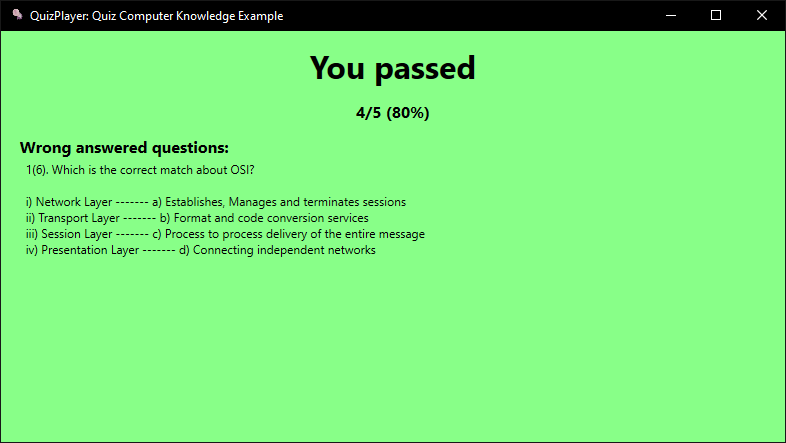 QuizPlayer: Quiz Computer Knowledge Example
You passed
4/5 (80%)
Wrong answered questions:
1(6). Which is the correct match about OSI?
i) Network Layer ------- a) Establishes, Manages and terminates sessions
ii) Transport Layer ------- b) Format and code conversion services
iii) Session Layer ------- c) Process to process delivery of the entire message
iv) Presentation Layer ------- d) Connecting independent networks